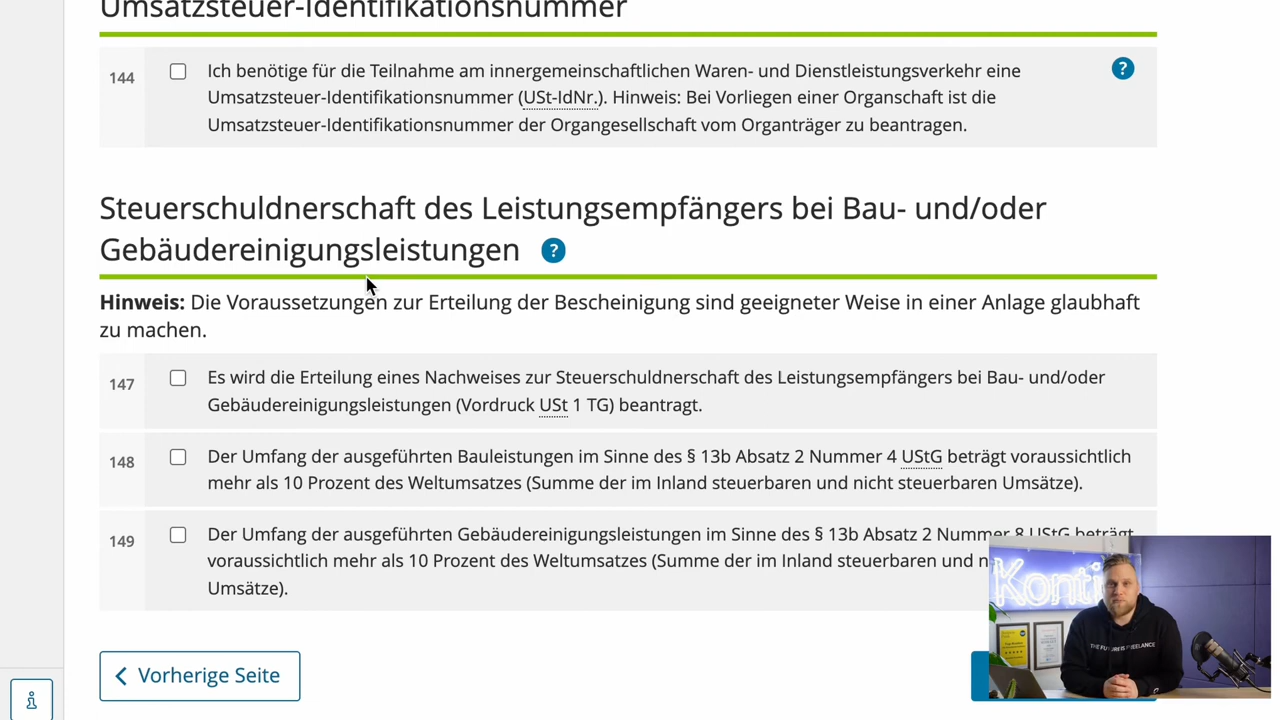 Umsatzsteuer-Identifikationsnummer
144
Ich benötige für die Teilnahme am innergemeinschaftlichen Waren- und Dienstleistungsverkehr eine
Umsatzsteuer-Identifikationsnummer (USt-IdNr.). Hinweis: Bei Vorliegen einer Organschaft ist die
Umsatzsteuer-Identifikationsnummer der Organgesellschaft vom Organträger zu beantragen.
?
Steuerschuldnerschaft des Leistungsempfängers bei Bau- und/oder
Gebäudereinigungsleistungen ?
Hinweis: Die Voraussetzungen zur Erteilung der Bescheinigung sind geeigneter Weise in einer Anlage glaubhaft
zu machen.
147
Es wird die Erteilung eines Nachweises zur Steuerschuldnerschaft des Leistungsempfängers bei Bau- und/oder
Gebäudereinigungsleistungen (Vordruck USt 1 TG) beantragt.
148
Der Umfang der ausgeführten Bauleistungen im Sinne des § 13b Absatz 2 Nummer 4 UStG beträgt voraussichtlich
mehr als 10 Prozent des Weltumsatzes (Summe der im Inland steuerbaren und nicht steuerbaren Umsätze).
149
Der Umfang der ausgeführten Gebäudereinigungsleistungen im Sinne des § 13b Absatz 2 Nummer 8 UStG beträgt
voraussichtlich mehr als 10 Prozent des Weltumsatzes (Summe der im Inland steuerbaren und
Umsätze).
Vorherige Seite
i
Konti
THE FUTURE IS FREELANCE